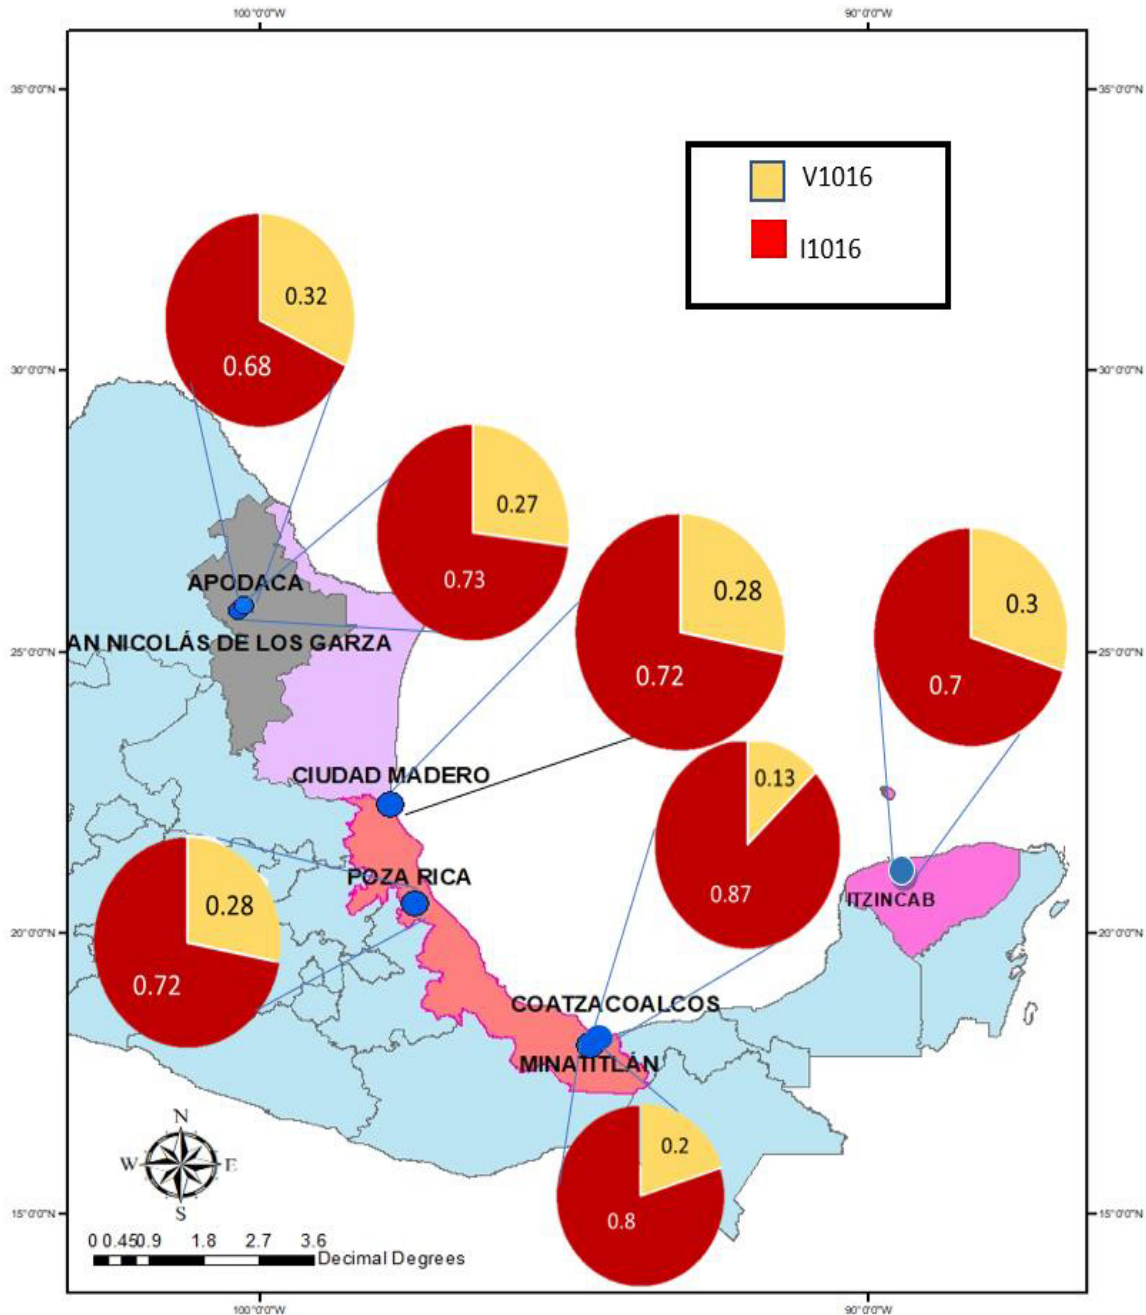 100°0'0"W 90°0'0"W
35°0'0"N 35°0'0"N
V1016
I1016
0.32
0.68
30°0'0"N 30°0'0"N
0.27
0.73
0.28
0.72
0.3
0.7
APODACA
AN NICOLÁS DE LOS GARZA
25°0'0"N 25°0'0"N
CIUDAD MADERO
0.13
0.87
POZA RICA
ITZINCAB
0.28
0.72
20°0'0"N 20°0'0"N
COATZACOALCOS
MINATITLÁN
0.2
0.8
N
W E
S
15°0'0"N 15°0'0"N
0 0.45 0.9 1.8 2.7 3.6
Decimal Degrees
100°0'0"W 90°0'0"W